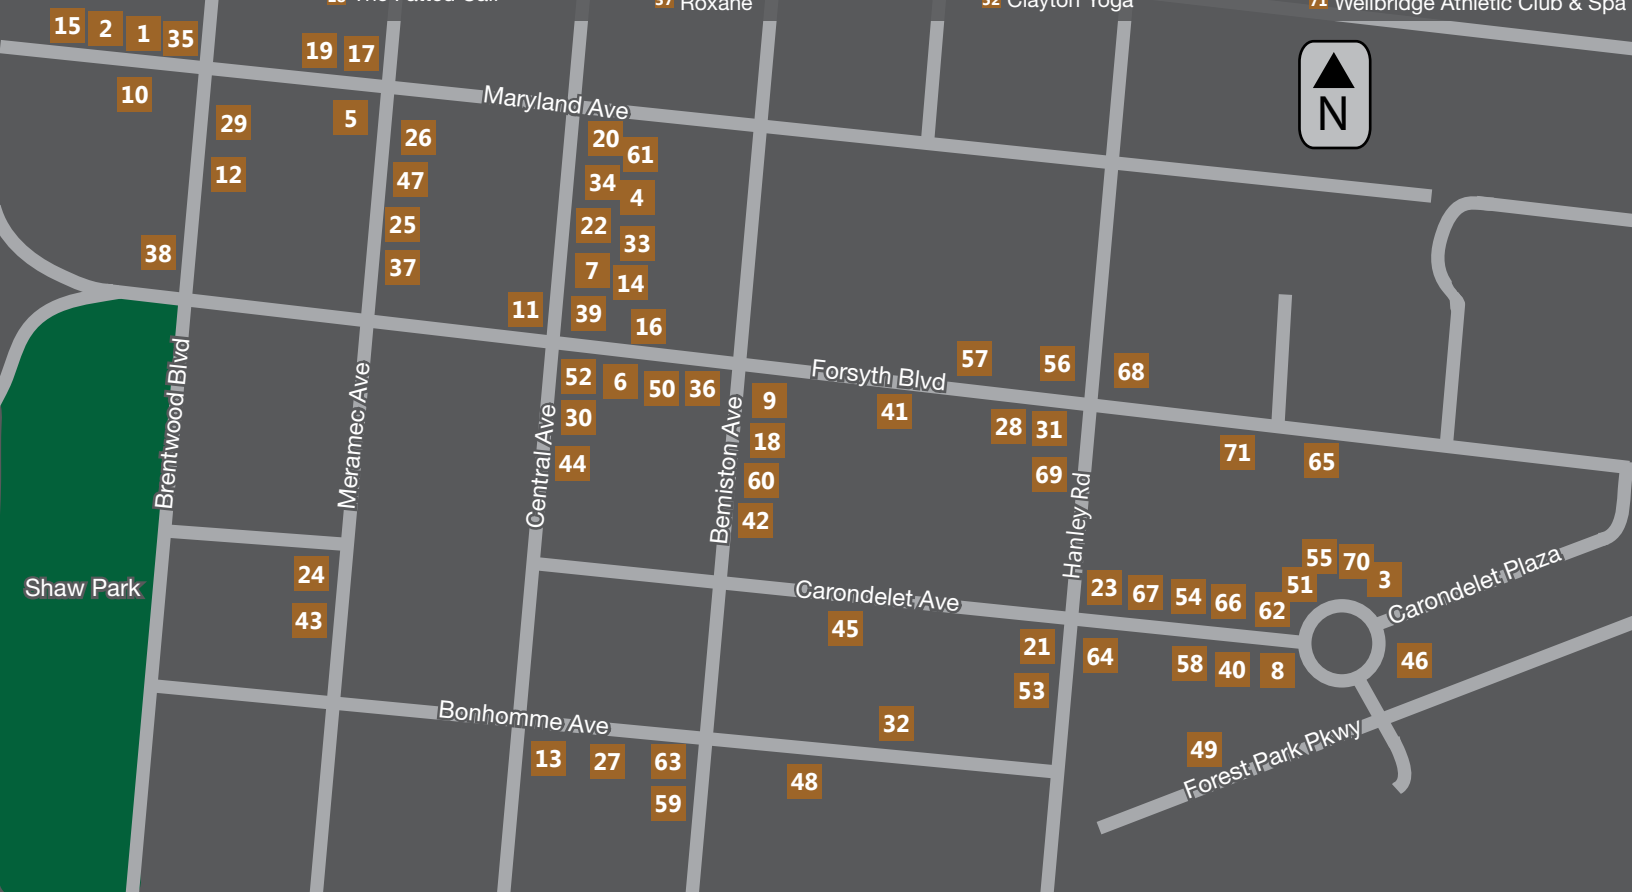 37 Roxane
52 Clayton Yoga
71 Wellbridge Athletic Club & Spa
15 2 1 35
19 17
10
29
5
26
Maryland Ave
20
61
N
12
47
34
4
25
22
33
38
37
7
14
11
39
16
57
56
68
Forsyth Blvd
52 6 50 36
9
41
30
18
28 31
44
60
69
71
65
42
Brentwood Blvd
Meramec Ave
Central Ave
Bemiston Ave
Hanley Rd
Shaw Park
24
43
Carondelet Ave
45
23 67 54 66 62 51 55 70 3
Carondelet Plaza
21
64
58 40 8
46
53
Bonhomme Ave
32
13 27 63
48
49
59
Forest Park Pkwy